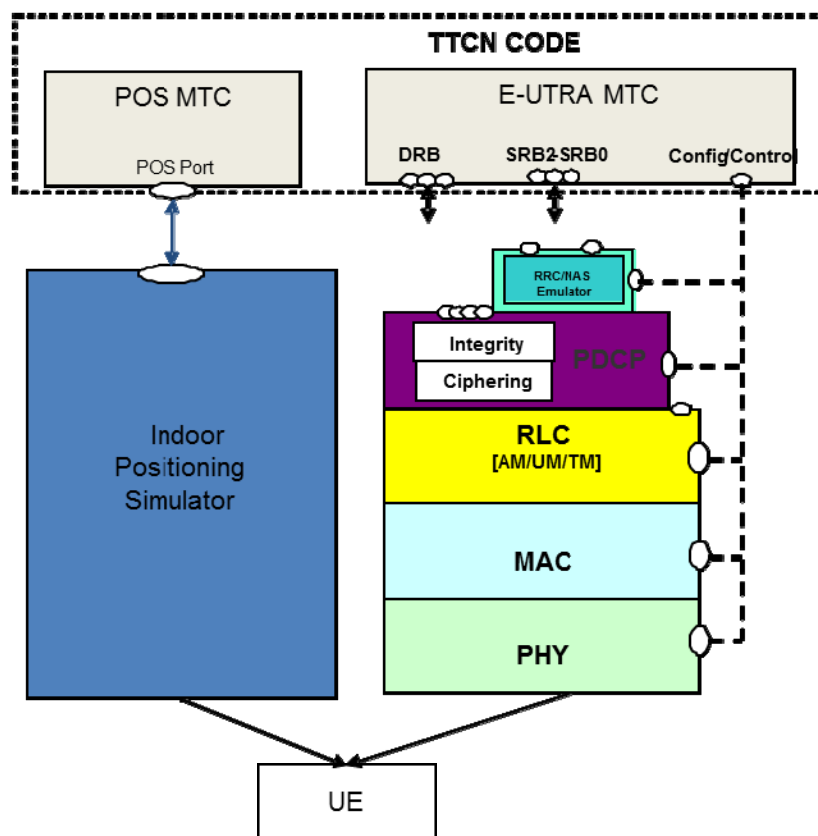 TTCN CODE
POS MTC
POS Port
E-UTRA MTC
DRB
SRB2-SRB0
Config/Control
RRC/NAS
Emulator
Integrity
Ciphering
PDCP
Indoor
Positioning
Simulator
RLC
[AM/UM/TM]
MAC
PHY
UE